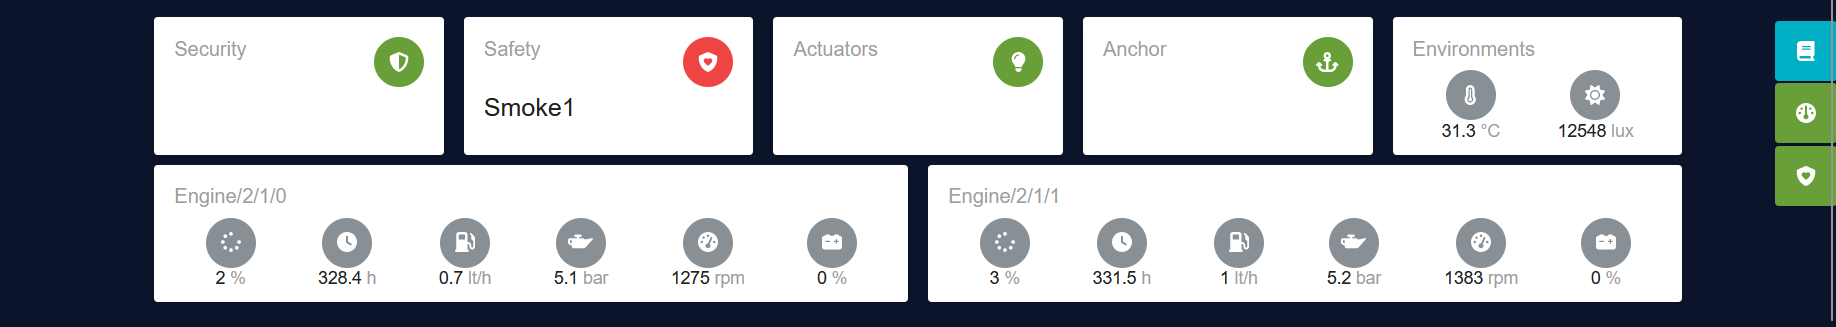 Security
Safety
Smoke1
Actuators
Anchor
Environments
31.3 °C
12548 lux
Engine/2/1/0
2 %
328.4 h
0.7 lt/h
5.1 bar
1275 rpm
0 %
Engine/2/1/1
3 %
331.5 h
1 lt/h
5.2 bar
1383 rpm
0 %